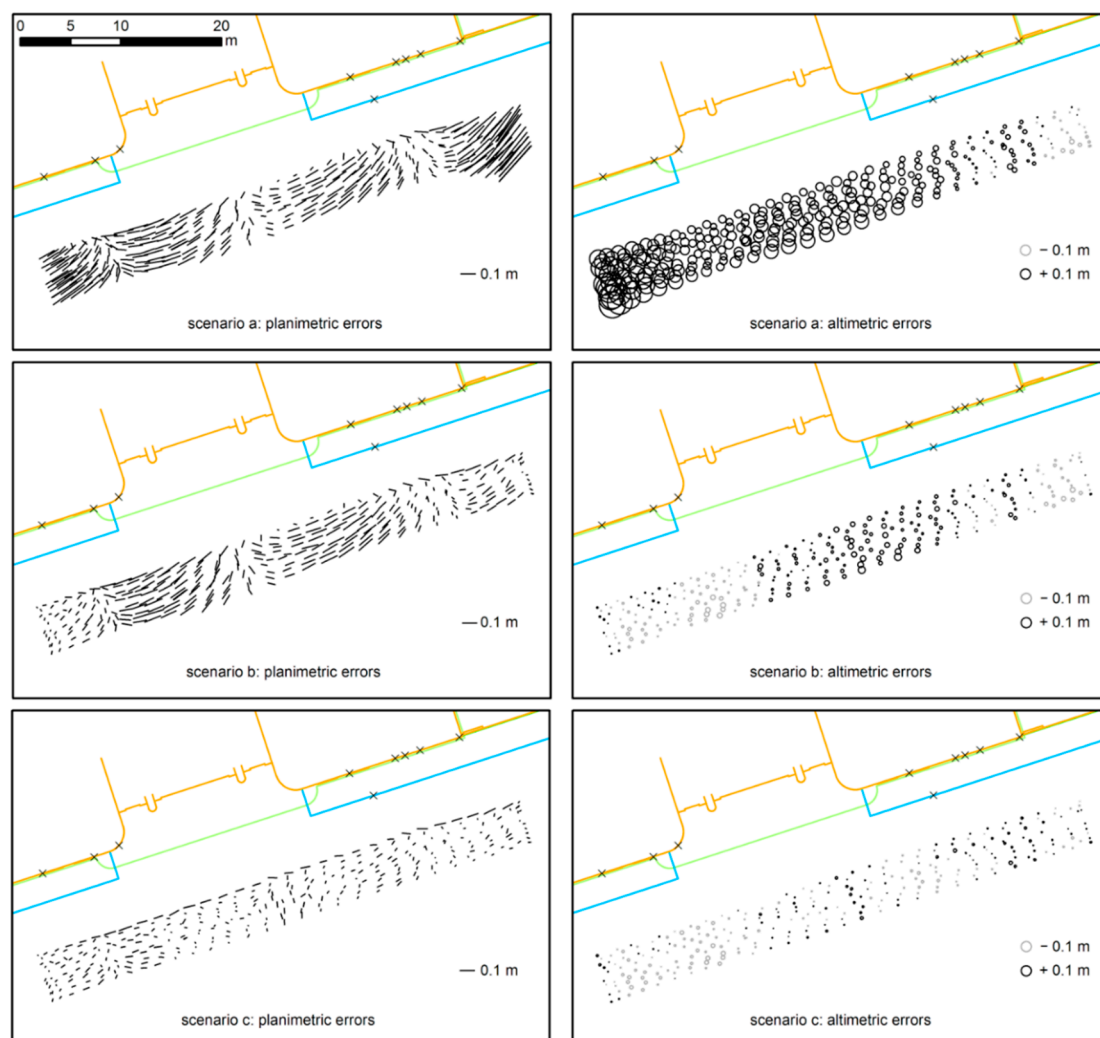 0 5 10 20
m
— 0.1 m
scenario a: planimetric errors
− 0.1 m
+ 0.1 m
scenario a: altimetric errors
— 0.1 m
scenario b: planimetric errors
− 0.1 m
+ 0.1 m
scenario b: altimetric errors
— 0.1 m
scenario c: planimetric errors
− 0.1 m
+ 0.1 m
scenario c: altimetric errors